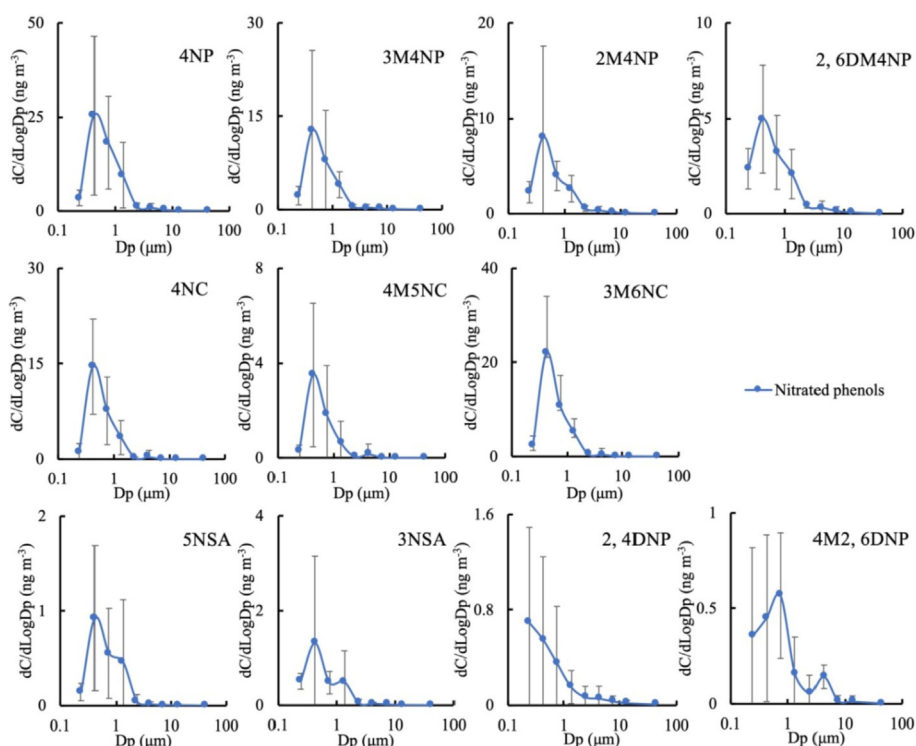 4NP
dC/dLogDp (ng m-3)
50
25
0
0.1 1 10 100
Dp (μm)
3M4NP
dC/dLogDp (ng m-3)
30
15
0
0.1 1 10 100
Dp (μm)
2M4NP
dC/dLogDp (ng m-3)
20
10
0
0.1 1 10 100
Dp (μm)
2, 6DM4NP
dC/dLogDp (ng m-3)
10
5
0
0.1 1 10 100
Dp (μm)
4NC
dC/dLogDp (ng m-3)
30
15
0
0.1 1 10 100
Dp (μm)
4M5NC
dC/dLogDp (ng m-3)
8
4
0
0.1 1 10 100
Dp (μm)
3M6NC
dC/dLogDp (ng m-3)
40
20
0
0.1 1 10 100
Dp (μm)
Nitrated phenols
5NSA
dC/dLogDp (ng m-3)
2
1
0
0.1 1 10 100
Dp (μm)
3NSA
dC/dLogDp (ng m-3)
4
2
0
0.1 1 10 100
Dp (μm)
2, 4DNP
dC/dLogDp (ng m-3)
1.6
0.8
0
0.1 1 10 100
Dp (μm)
4M2, 6DNP
dC/dLogDp (ng m-3)
1
0.5
0
0.1 1 10 100
Dp (μm)